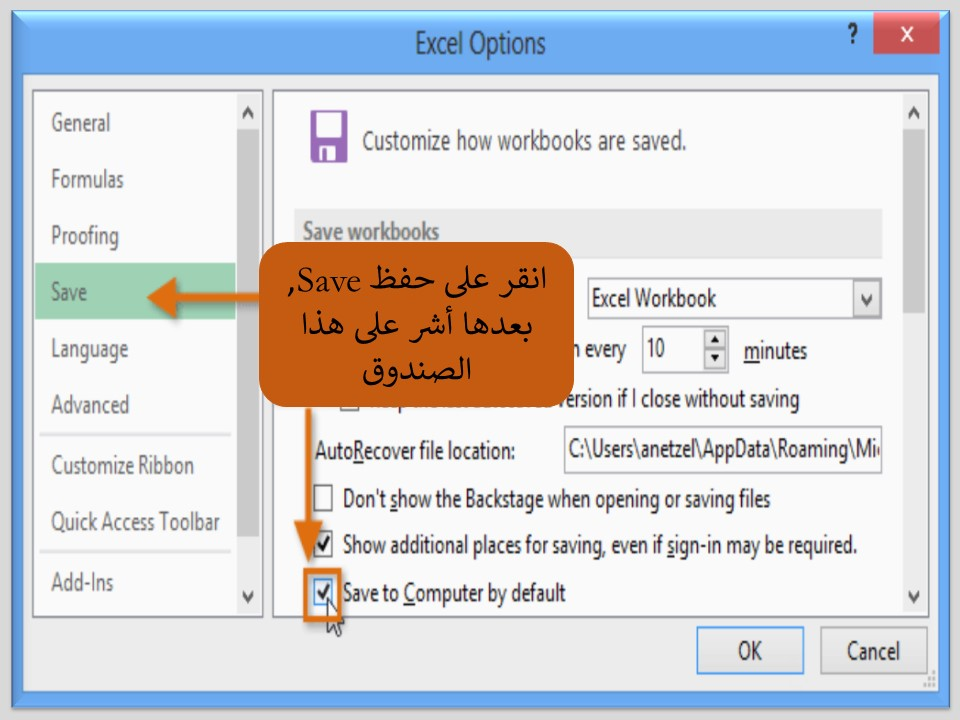 Excel Options
?
X
General
Formulas
Proofing
Save
Language
Advanced
Customize Ribbon
Quick Access Toolbar
Add-Ins
Customize how workbooks are saved.
Save workbooks
انقر على حفظ Save,
بعدها أشر على هذا
الصندوق
Excel Workbook
every 10 minutes
if I close without saving
AutoRecover file location: C:\Users\anetzel\AppData\Roaming\Mi
Don't show the Backstage when opening or saving files
Show additional places for saving, even if sign-in may be required.
Save to Computer by default
OK
Cancel